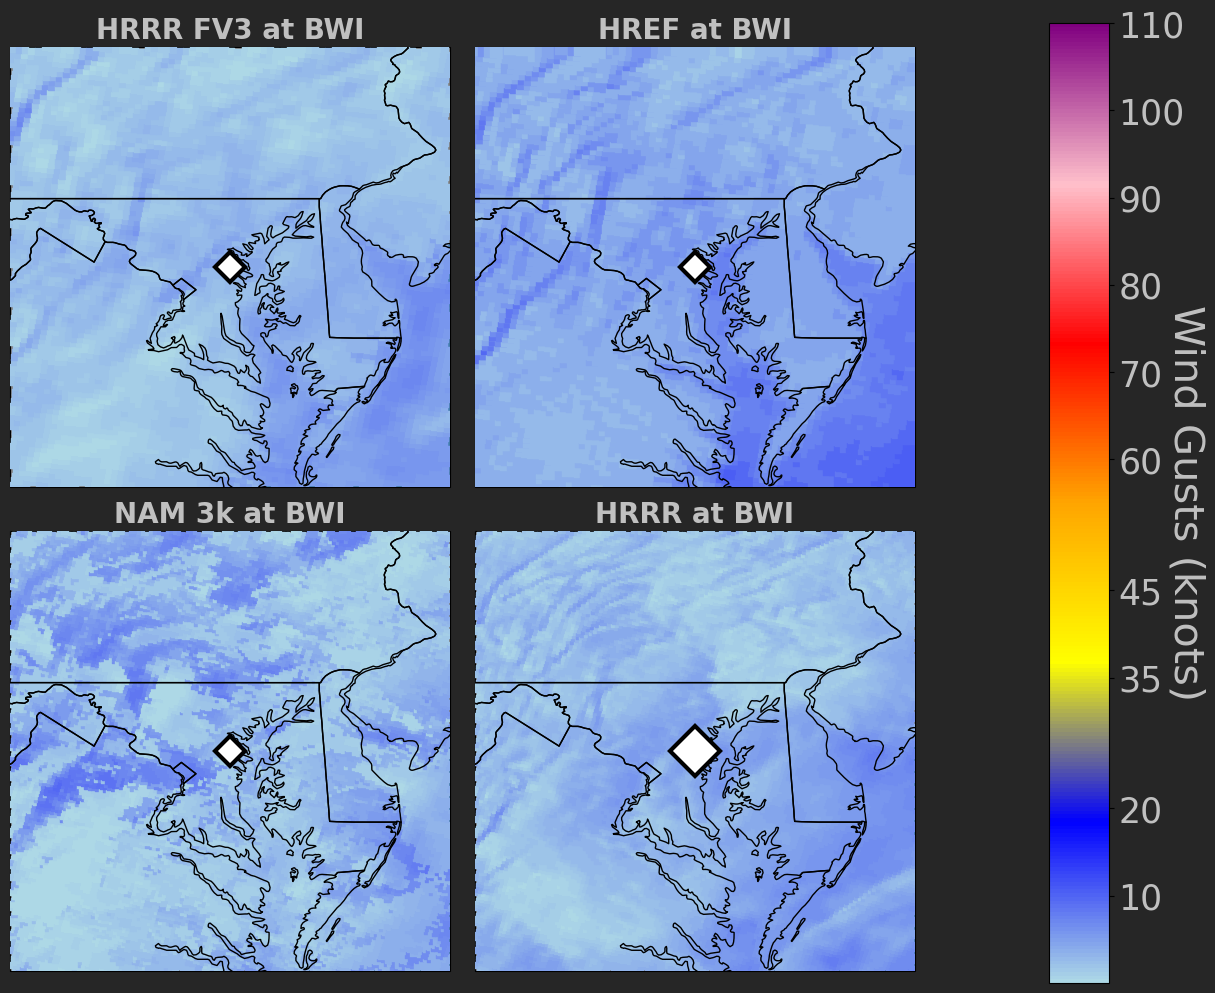 HRRR FV3 at BWI
HREF at BWI
NAM 3k at BWI
HRRR at BWI
110
100
90
80
70
60
45
35
20
10
Wind Gusts (knots)